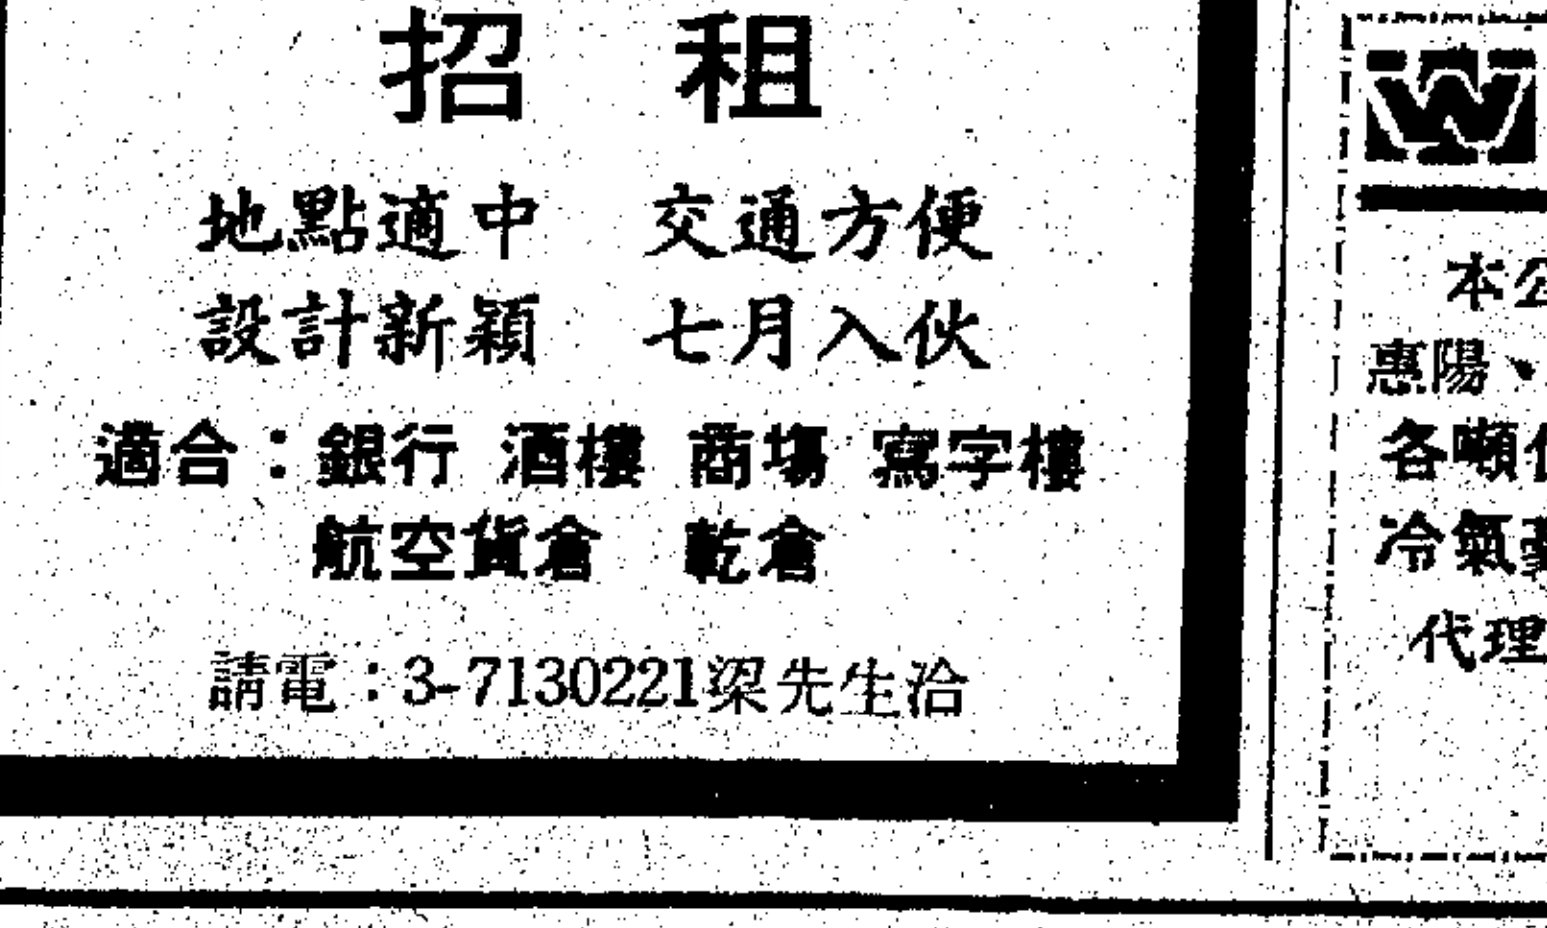 招 租
地點適中 交通方便
設計新穎 七月入伙
適合：銀行 酒樓 商場 寫字樓
航空貨倉 乾倉
請電：3-7130221梁先生洽
W
本公
惠陽、
各噸
冷氣
代理